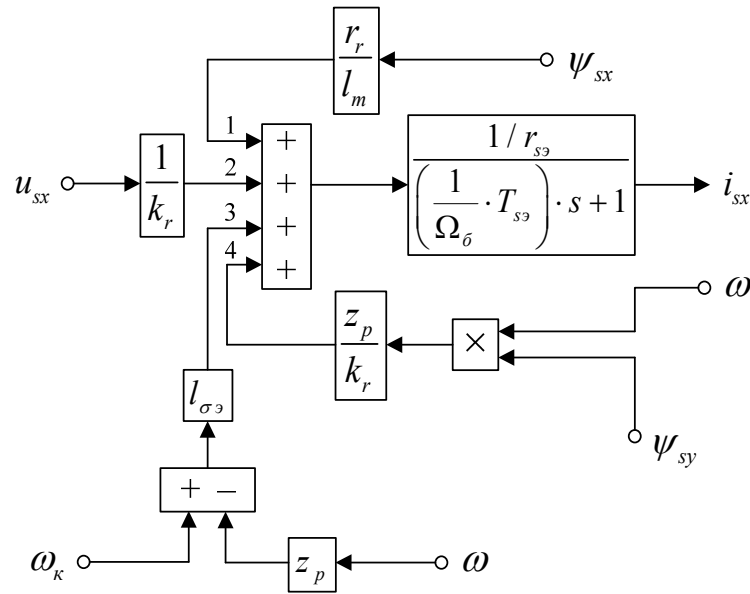 r_r
l_m
ψ_sx
1
+
1 / r_sэ
u_sx
1
k_r
2
+
(1/Ω_б · T_sэ) · s + 1
i_sx
3
+
4
+
ω
z_p
k_r
×
l_σэ
ψ_sy
+ −
ω_к
z_p
ω